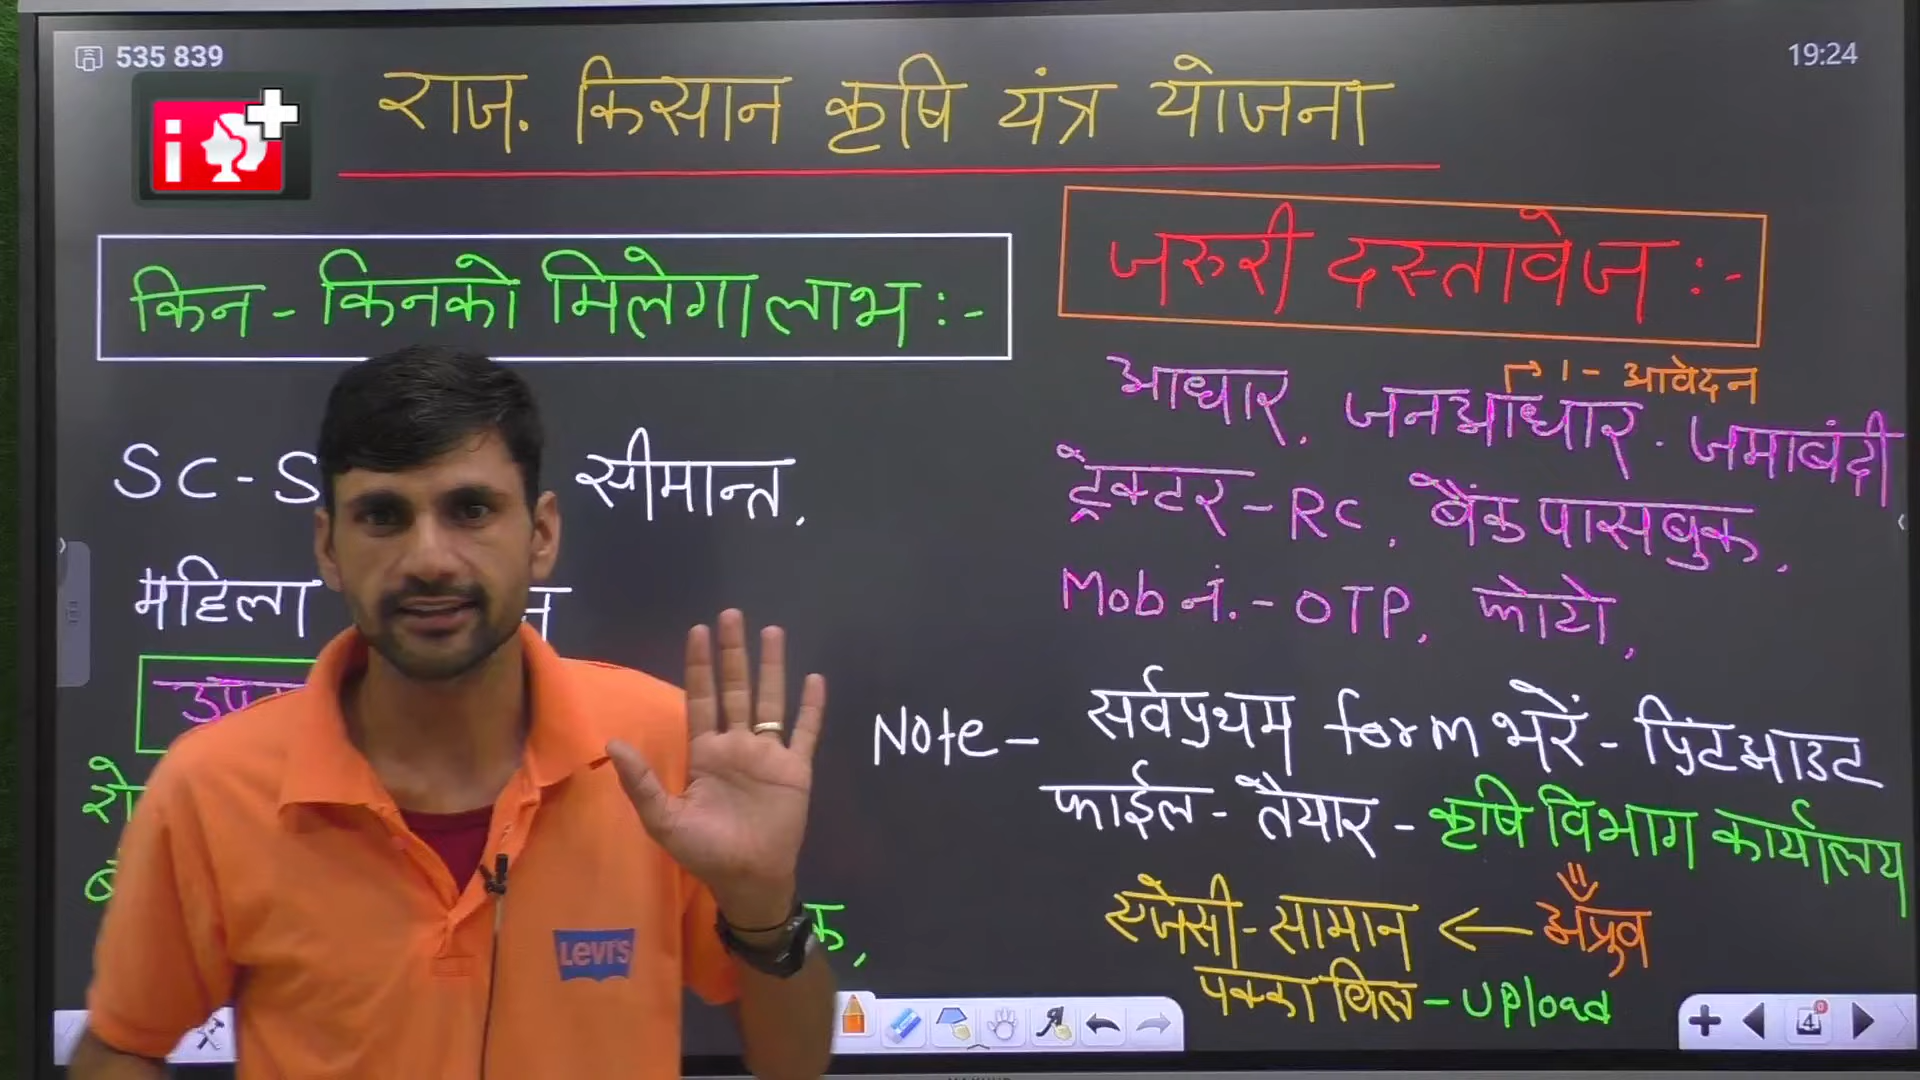 535 839
19:24
राज. किसान कृषि यंत्र योजना
किन - किनको मिलेगा लाभ :-
SC - S
सीमान्त,
महिला
जरुरी दस्तावेज :-
1 - आवेदन
आधार, जनआधार - जमाबंदी
ट्रेक्टर - RC, बैंक पासबुक,
Mob नं. - OTP, फोटो,
Note - सर्वप्रथम form भरें - प्रिंटआउट
फाईल - तैयार - कृषि विभाग कार्यालय
एजेंसी - सामान ← अँप्रुव
पक्का बिल - Upload
LEVI'S
4